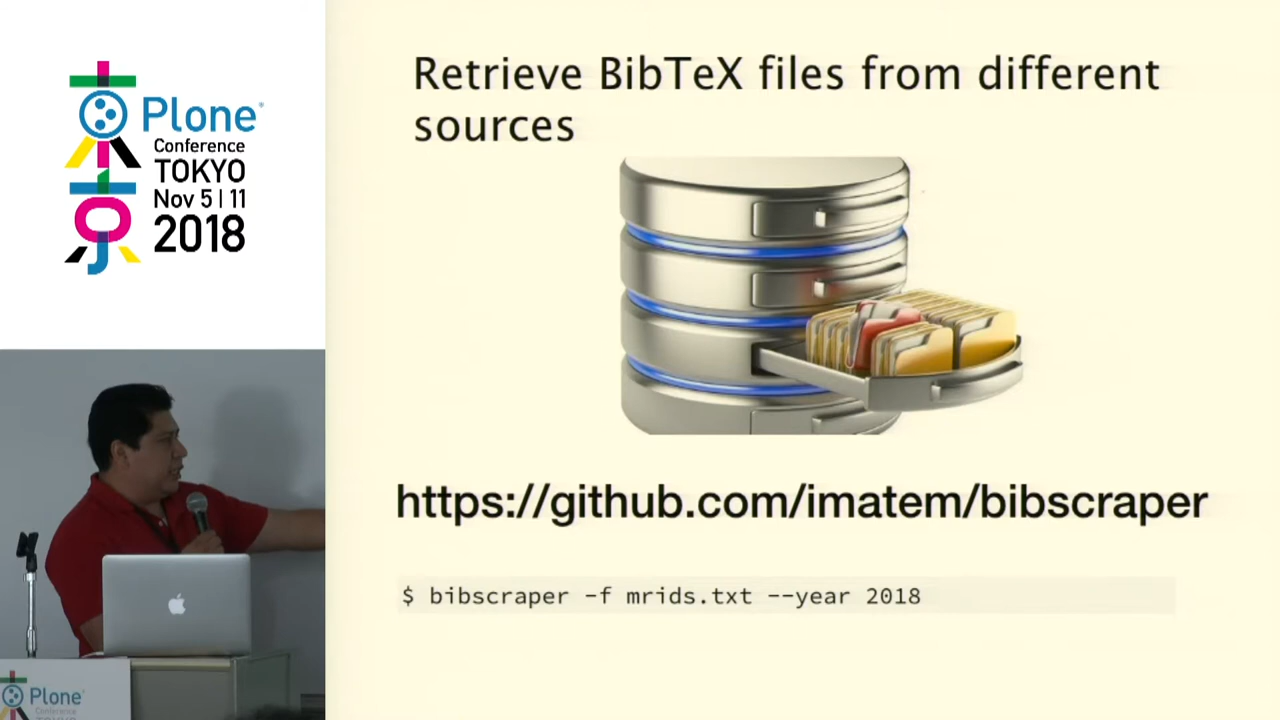 Plone
Conference
TOKYO
Nov 5 | 11
2018
Retrieve BibTeX files from different
sources
https://github.com/imatem/bibscraper
$ bibscraper -f mrids.txt --year 2018
Plone
Conference